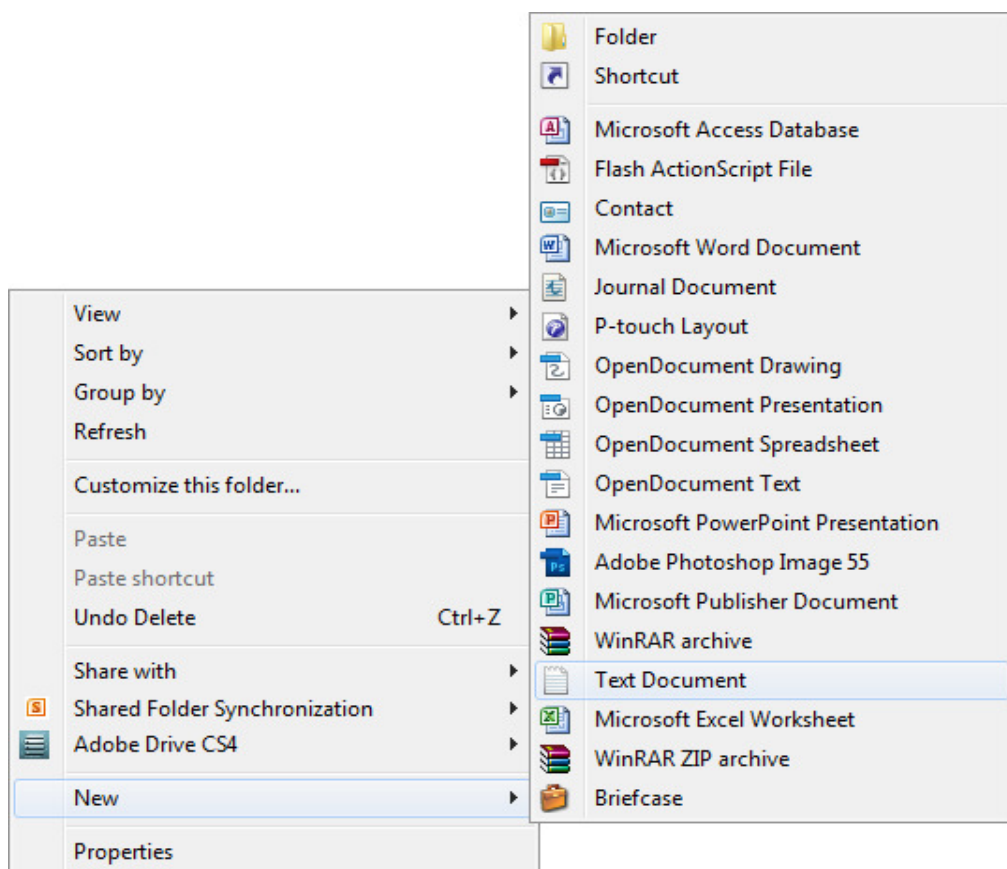 View
Sort by
Group by
Refresh
Customize this folder...
Paste
Paste shortcut
Undo Delete Ctrl+Z
Share with
S
Shared Folder Synchronization
Adobe Drive CS4
New
Properties
Folder
Shortcut
Microsoft Access Database
Flash ActionScript File
Contact
Microsoft Word Document
Journal Document
P-touch Layout
OpenDocument Drawing
OpenDocument Presentation
OpenDocument Spreadsheet
OpenDocument Text
Microsoft PowerPoint Presentation
Adobe Photoshop Image 55
Microsoft Publisher Document
WinRAR archive
Text Document
Microsoft Excel Worksheet
WinRAR ZIP archive
Briefcase